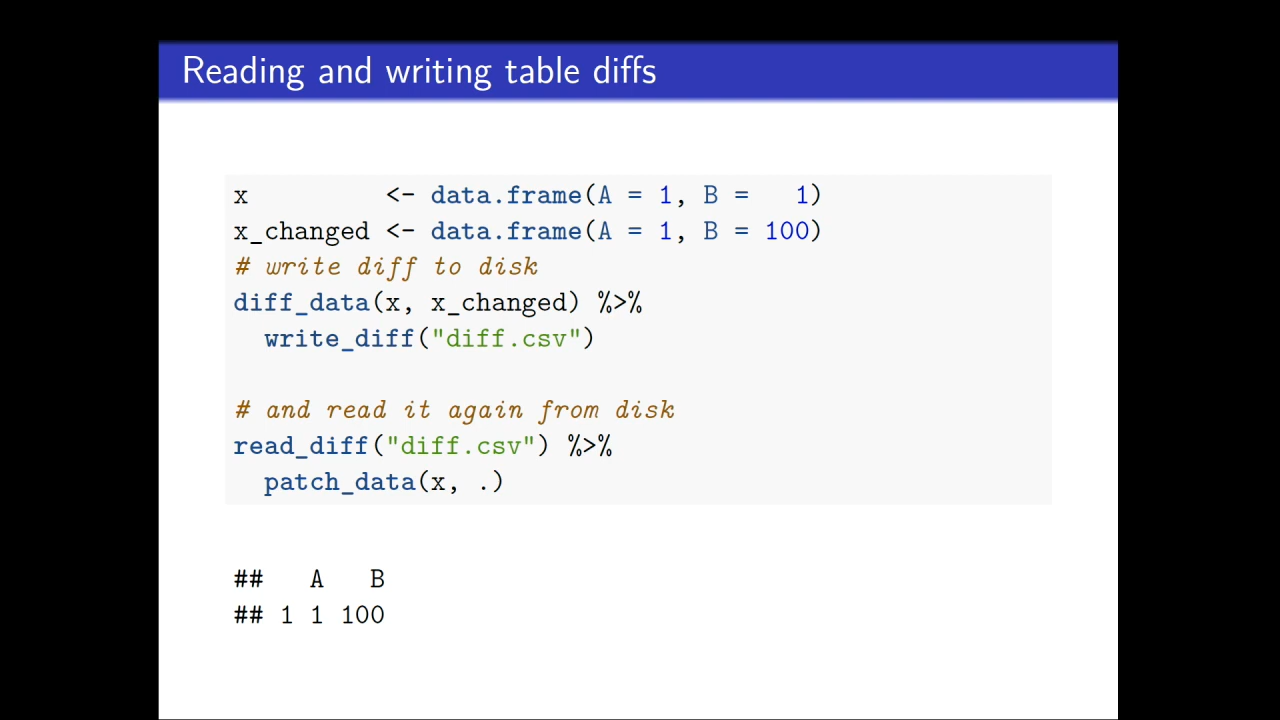 Reading and writing table diffs
x         <- data.frame(A = 1, B =   1)
x_changed <- data.frame(A = 1, B = 100)
# write diff to disk
diff_data(x, x_changed) %>%
  write_diff("diff.csv")
# and read it again from disk
read_diff("diff.csv") %>%
  patch_data(x, .)
##   A   B
## 1 1 100